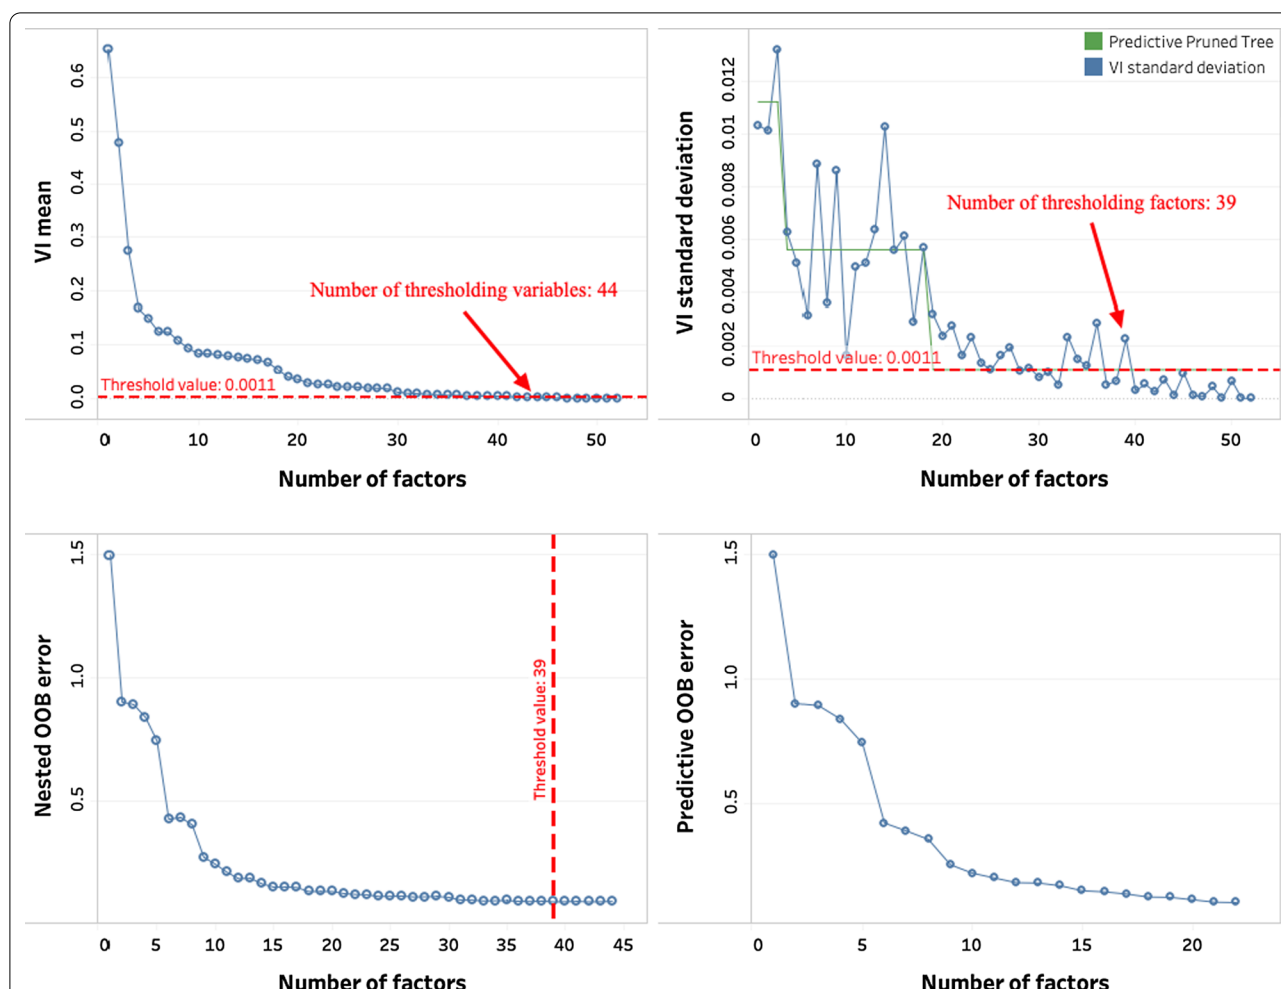 VI mean
0.6
0.5
0.4
0.3
0.2
0.1
0.0
Number of thresholding variables: 44
Threshold value: 0.0011
0 10 20 30 40 50
Number of factors
VI standard deviation
0.012
0.01
0.008
0.006
0.004
0.002
0
Predictive Pruned Tree
VI standard deviation
Number of thresholding factors: 39
Threshold value: 0.0011
0 10 20 30 40 50
Number of factors
Nested OOB error
1.5
1.0
0.5
Threshold value: 39
0 5 10 15 20 25 30 35 40 45
Number of factors
Predictive OOB error
1.5
1.0
0.5
0 5 10 15 20
Number of factors